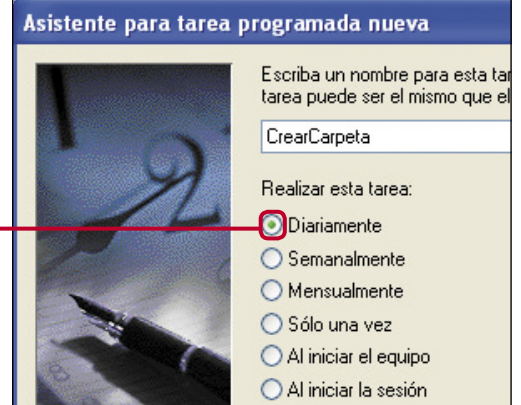 Asistente para tarea programada nueva
Escriba un nombre para esta
tarea puede ser el mismo que el
CrearCarpeta
Realizar esta tarea:
Diariamente
Semanalmente
Mensualmente
Sólo una vez
Al iniciar el equipo
Al iniciar la sesión